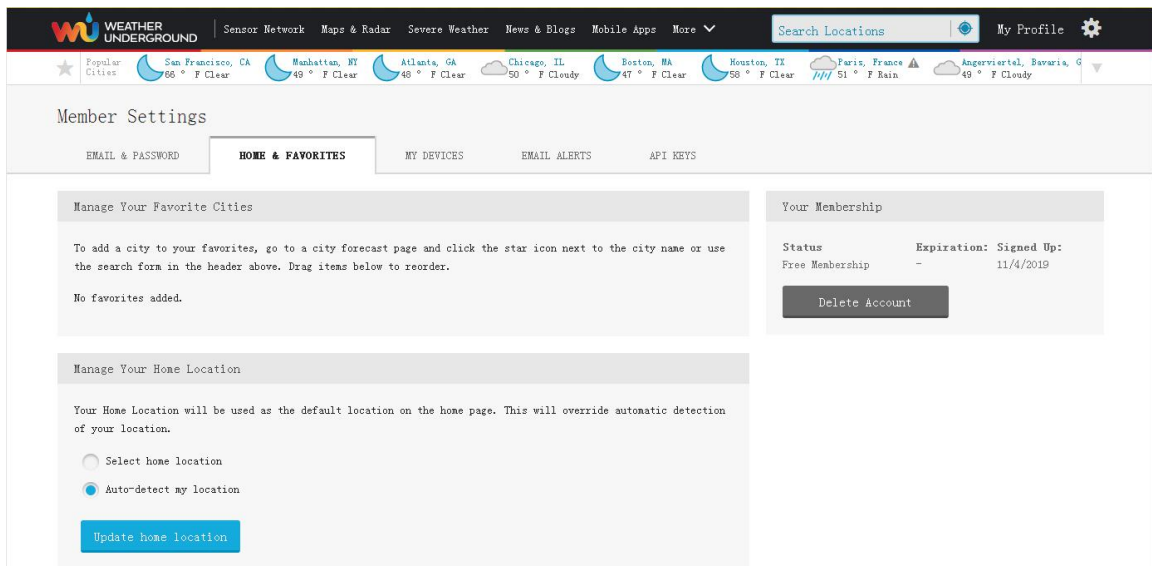 WEATHER UNDERGROUND
Sensor Network Maps & Radar Severe Weather News & Blogs Mobile Apps More
Search Locations
My Profile
Popular Cities
San Francisco, CA
66 ° F Clear
Manhattan, NY
49 ° F Clear
Atlanta, GA
48 ° F Clear
Chicago, IL
50 ° F Cloudy
Boston, MA
47 ° F Clear
Houston, TX
58 ° F Clear
Paris, France
51 ° F Rain
Angerviertel, Bavaria, G
49 ° F Cloudy
Member Settings
EMAIL & PASSWORD HOME & FAVORITES MY DEVICES EMAIL ALERTS API KEYS
Manage Your Favorite Cities
To add a city to your favorites, go to a city forecast page and click the star icon next to the city name or use
the search form in the header above. Drag items below to reorder.
No favorites added.
Your Membership
Status Expiration: Signed Up:
Free Membership - 11/4/2019
Delete Account
Manage Your Home Location
Your Home Location will be used as the default location on the home page. This will override automatic detection
of your location.
Select home location
Auto-detect my location
Update home location